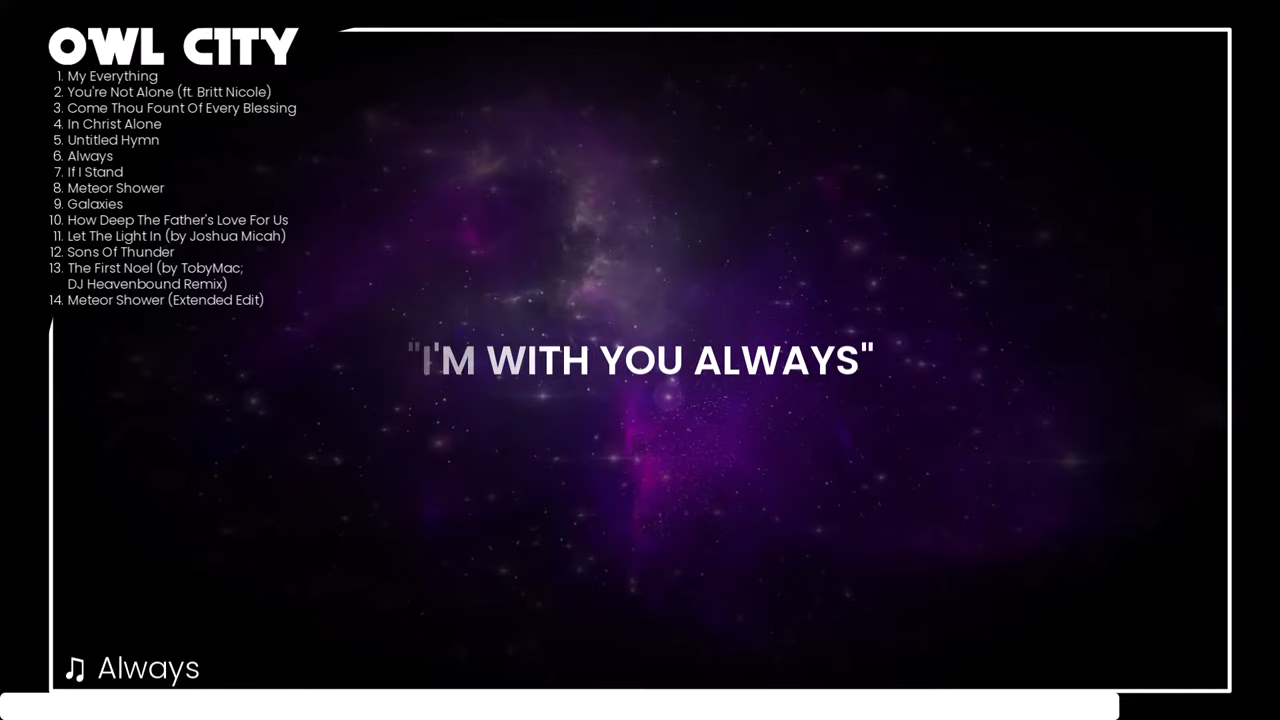 OWL CITY
1. My Everything
2. You're Not Alone (ft. Britt Nicole)
3. Come Thou Fount Of Every Blessing
4. In Christ Alone
5. Untitled Hymn
6. Always
7. If I Stand
8. Meteor Shower
9. Galaxies
10. How Deep The Father's Love For Us
11. Let The Light In (by Joshua Micah)
12. Sons Of Thunder
13. The First Noel (by TobyMac;
DJ Heavenbound Remix)
14. Meteor Shower (Extended Edit)
"I'M WITH YOU ALWAYS"
♫ Always